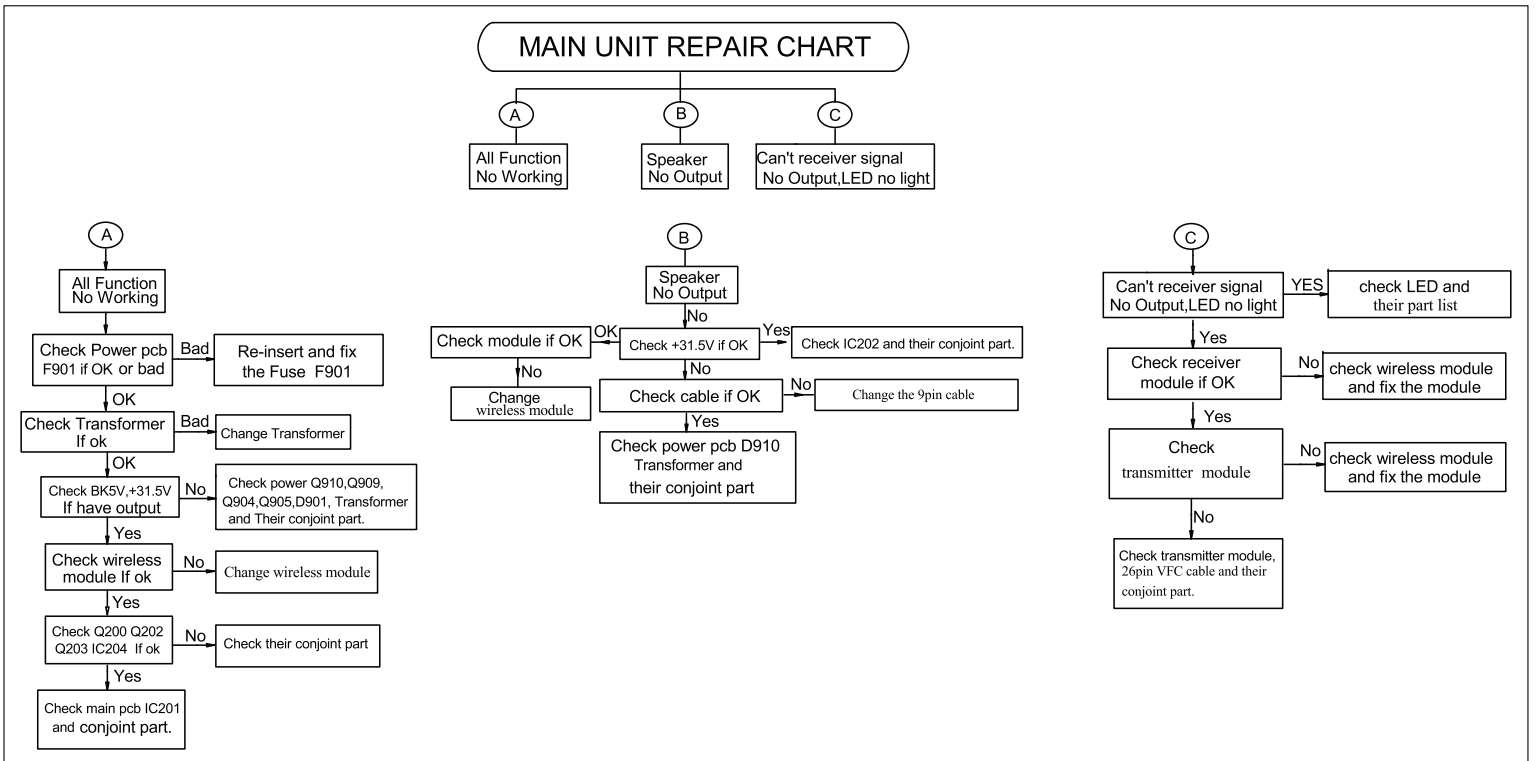 MAIN UNIT REPAIR CHART
A
B
C
All Function
No Working
Speaker
No Output
Can't receiver signal
No Output,LED no light
A
All Function
No Working
Check Power pcb
F901 if OK or bad
Bad
Re-insert and fix
the Fuse F901
OK
Check Transformer
If ok
Bad
Change Transformer
OK
Check BK5V,+31.5V
If have output
No
Check power Q910,Q909,
Q904,Q905,D901, Transformer
and Their conjoint part.
Yes
Check wireless
module If ok
No
Change wireless module
Yes
Check Q200 Q202
Q203 IC204 If ok
No
Check their conjoint part
Yes
Check main pcb IC201
and conjoint part.
B
Speaker
No Output
No
Check module if OK
OK
Check +31.5V if OK
Yes
Check IC202 and their conjoint part.
No
Change
wireless module
No
Check cable if OK
No
Change the 9pin cable
Yes
Check power pcb D910
Transformer and
their conjoint part
C
Can't receiver signal
No Output,LED no light
YES
check LED and
their part list
Yes
Check receiver
module if OK
No
check wireless module
and fix the module
Yes
Check
transmitter module
No
check wireless module
and fix the module
No
Check transmitter module,
26pin VFC cable and their
conjoint part.